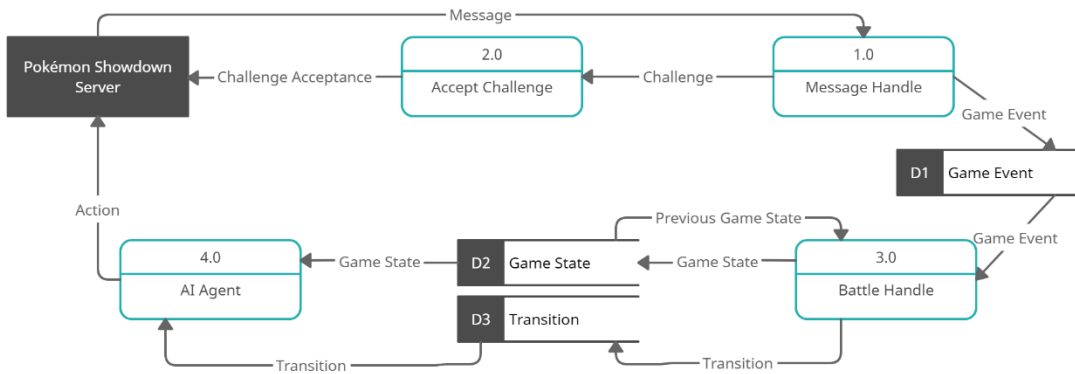 Message
Pokémon Showdown
Server
Challenge Acceptance
2.0
Accept Challenge
Challenge
1.0
Message Handle
Game Event
D1
Game Event
Game Event
Action
Previous Game State
4.0
AI Agent
Game State
D2
Game State
Game State
3.0
Battle Handle
D3
Transition
Transition
Transition